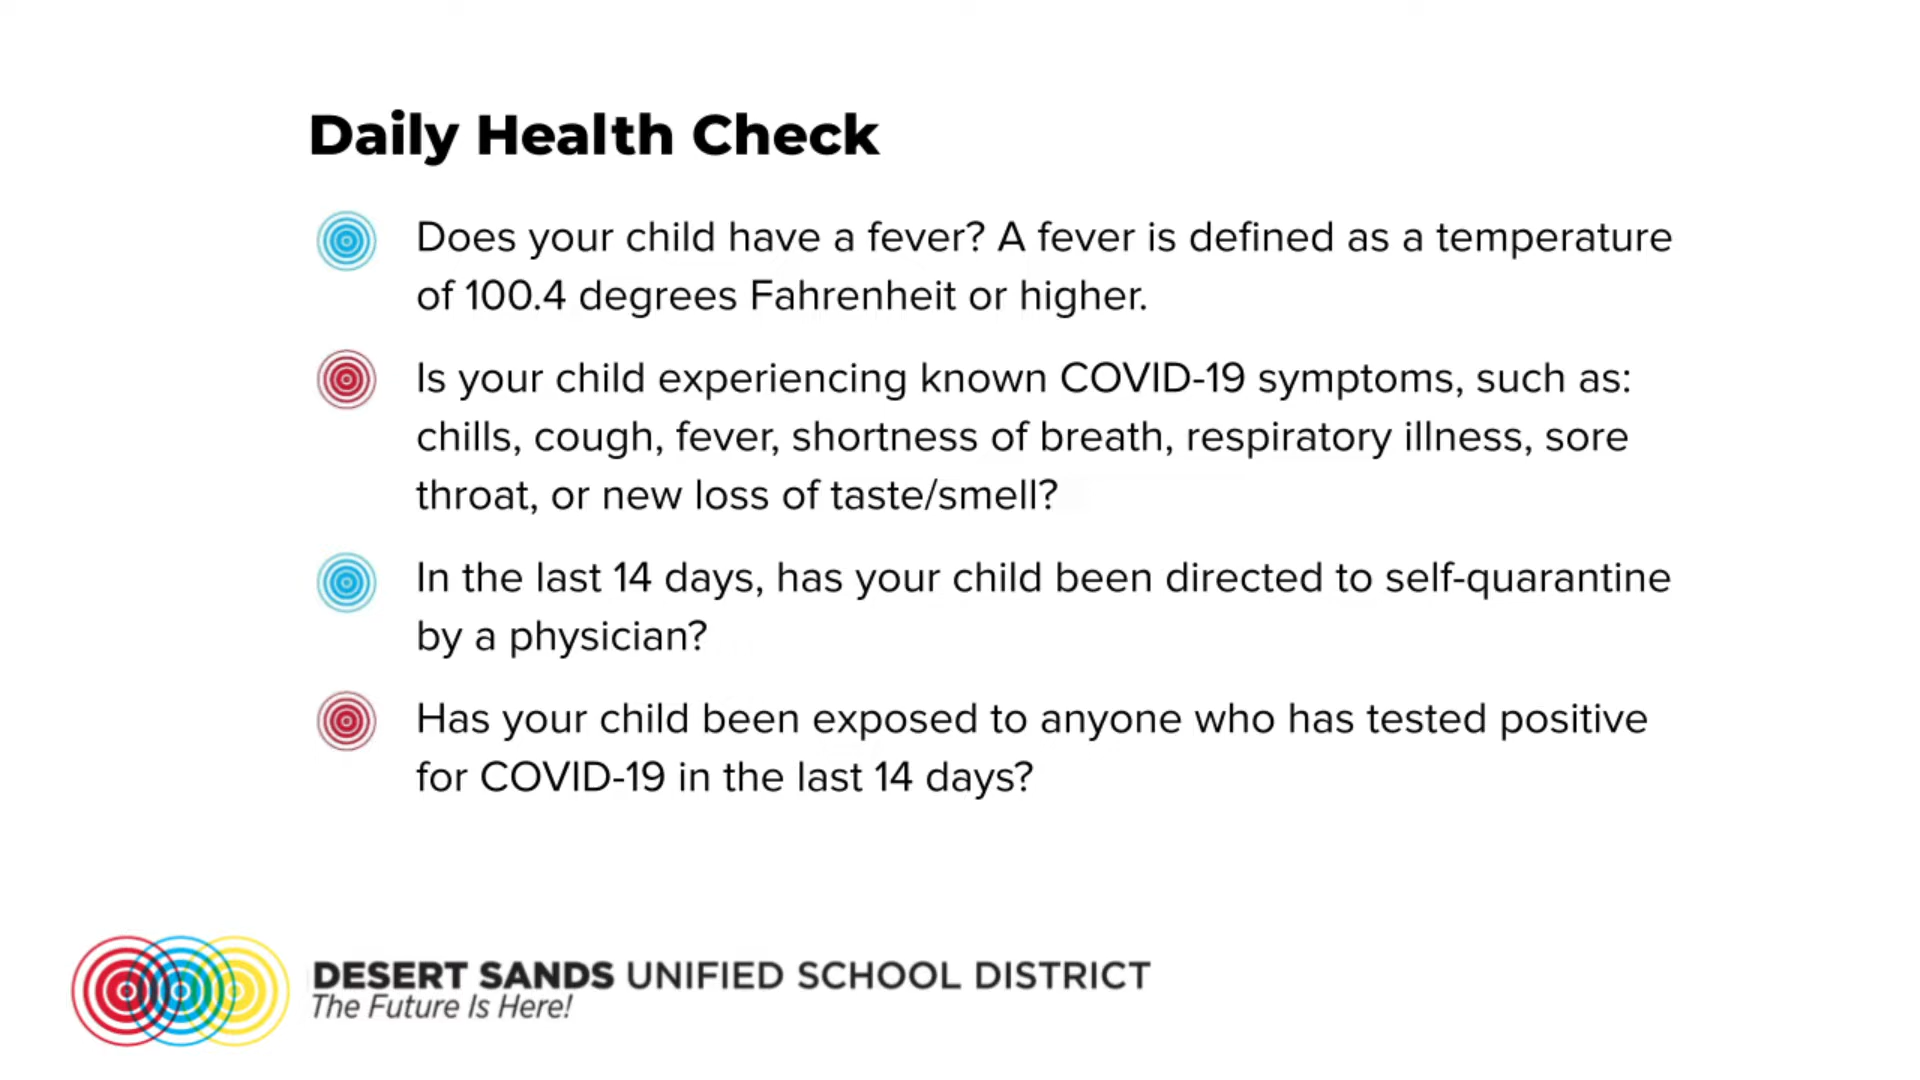 Daily Health Check
Does your child have a fever? A fever is defined as a temperature
of 100.4 degrees Fahrenheit or higher.
Is your child experiencing known COVID-19 symptoms, such as:
chills, cough, fever, shortness of breath, respiratory illness, sore
throat, or new loss of taste/smell?
In the last 14 days, has your child been directed to self-quarantine
by a physician?
Has your child been exposed to anyone who has tested positive
for COVID-19 in the last 14 days?
DESERT SANDS UNIFIED SCHOOL DISTRICT
The Future Is Here!